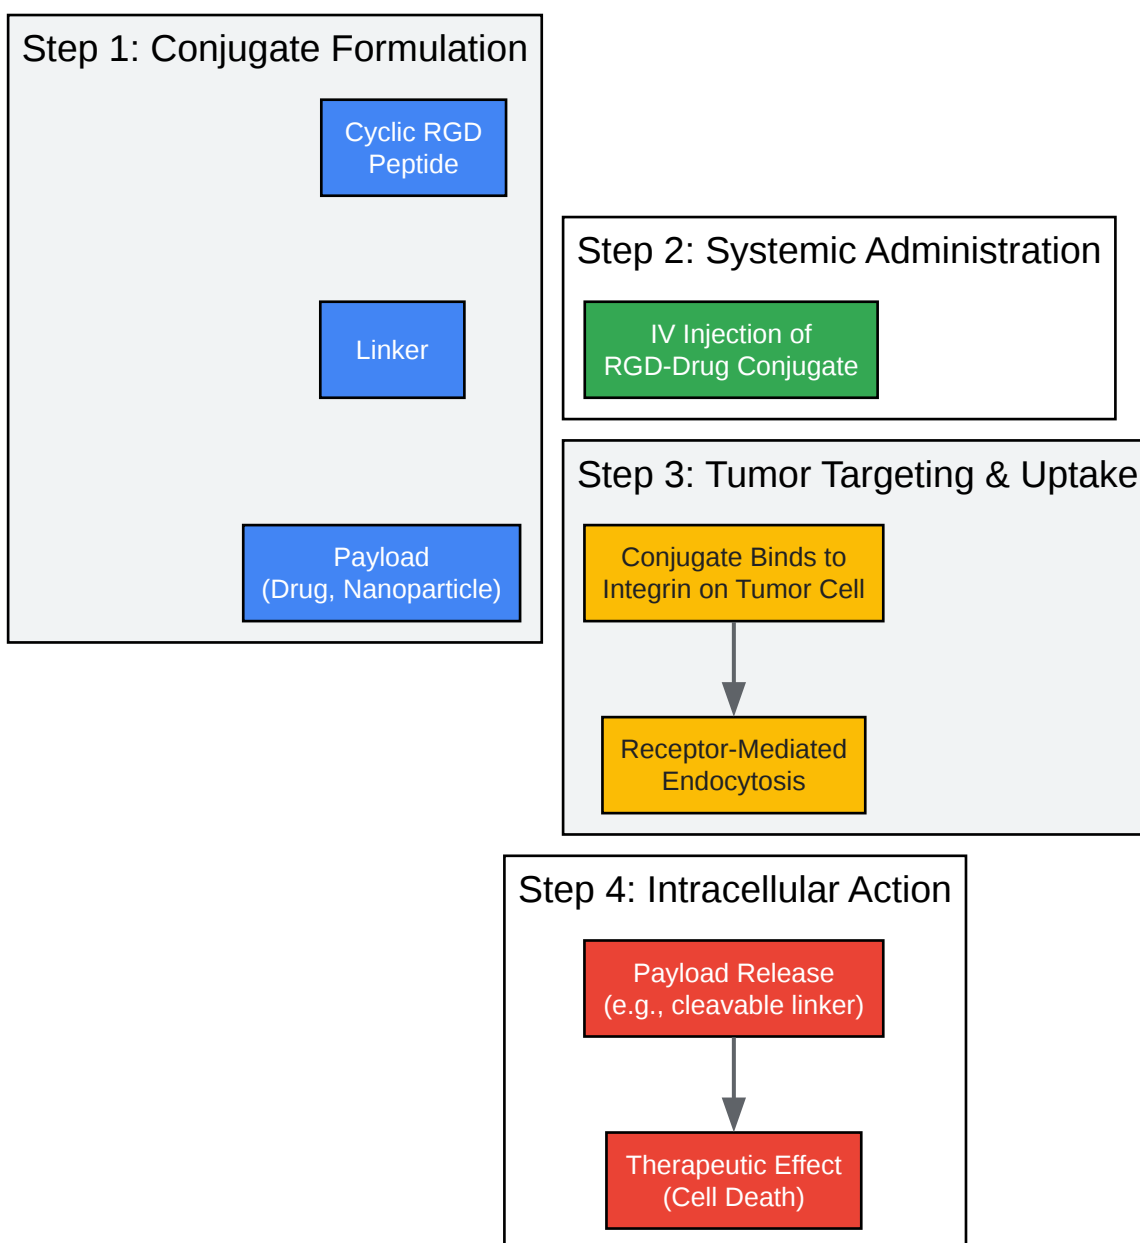 Step 1: Conjugate Formulation
Cyclic RGD
Peptide
Linker
Payload
(Drug, Nanoparticle)
Step 2: Systemic Administration
IV Injection of
RGD-Drug Conjugate
Step 3: Tumor Targeting & Uptake
Conjugate Binds to
Integrin on Tumor Cell
Receptor-Mediated
Endocytosis
Step 4: Intracellular Action
Payload Release
(e.g., cleavable linker)
Therapeutic Effect
(Cell Death)